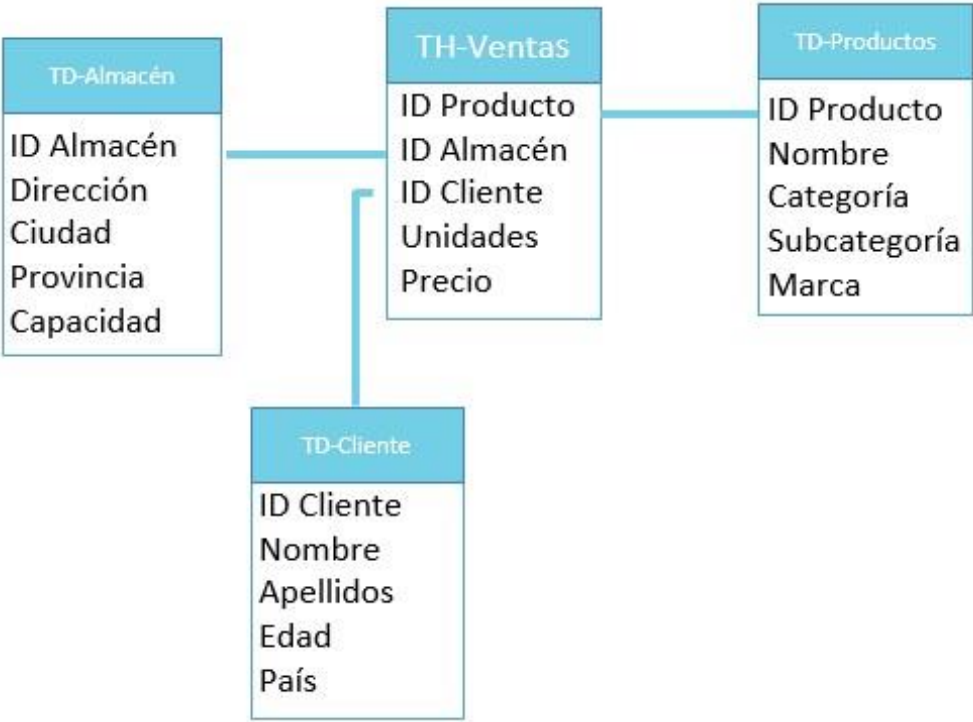 TD-Almacén
ID Almacén
Dirección
Ciudad
Provincia
Capacidad
TH-Ventas
ID Producto
ID Almacén
ID Cliente
Unidades
Precio
TD-Productos
ID Producto
Nombre
Categoría
Subcategoría
Marca
TD-Cliente
ID Cliente
Nombre
Apellidos
Edad
País